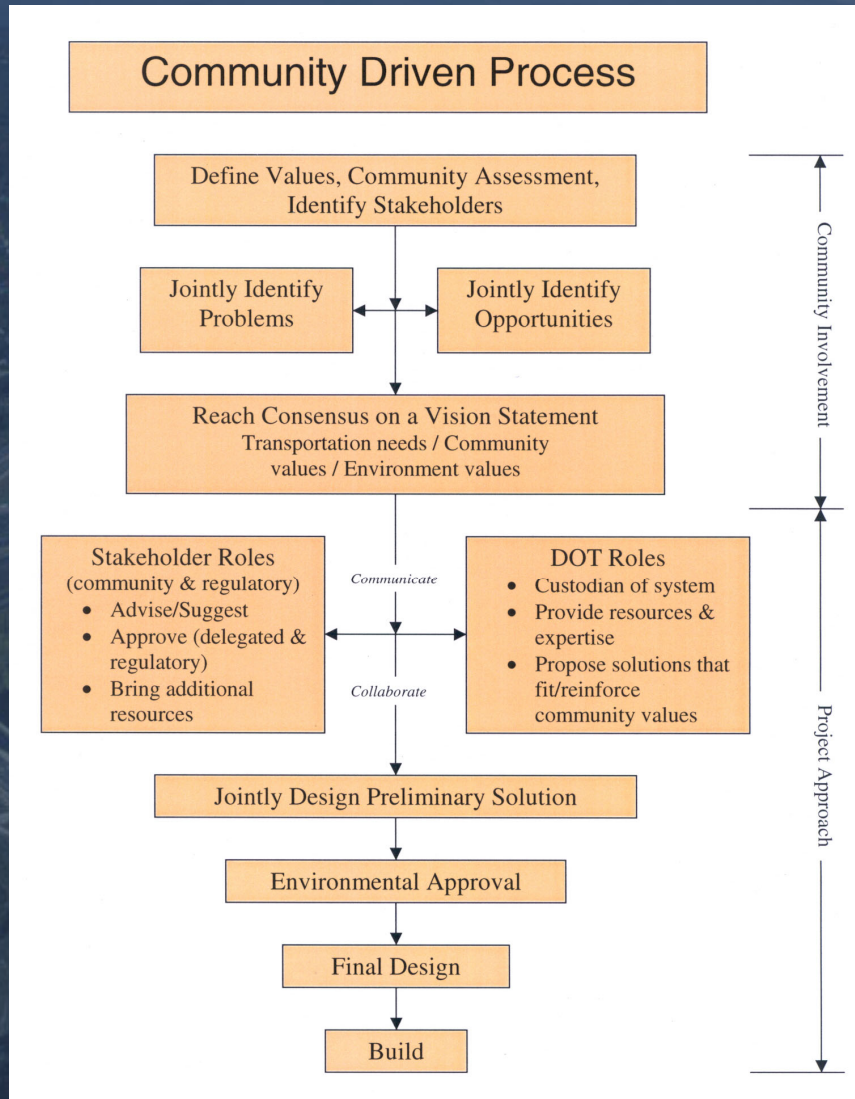 Community Driven Process
Define Values, Community Assessment,
Identify Stakeholders
Jointly Identify
Problems
Jointly Identify
Opportunities
Reach Consensus on a Vision Statement
Transportation needs / Community
values / Environment values
Community Involvement
Stakeholder Roles
(community & regulatory)
• Advise/Suggest
• Approve (delegated &
regulatory)
• Bring additional
resources
Communicate
Collaborate
DOT Roles
• Custodian of system
• Provide resources &
expertise
• Propose solutions that
fit/reinforce
community values
Jointly Design Preliminary Solution
Environmental Approval
Final Design
Build
Project Approach